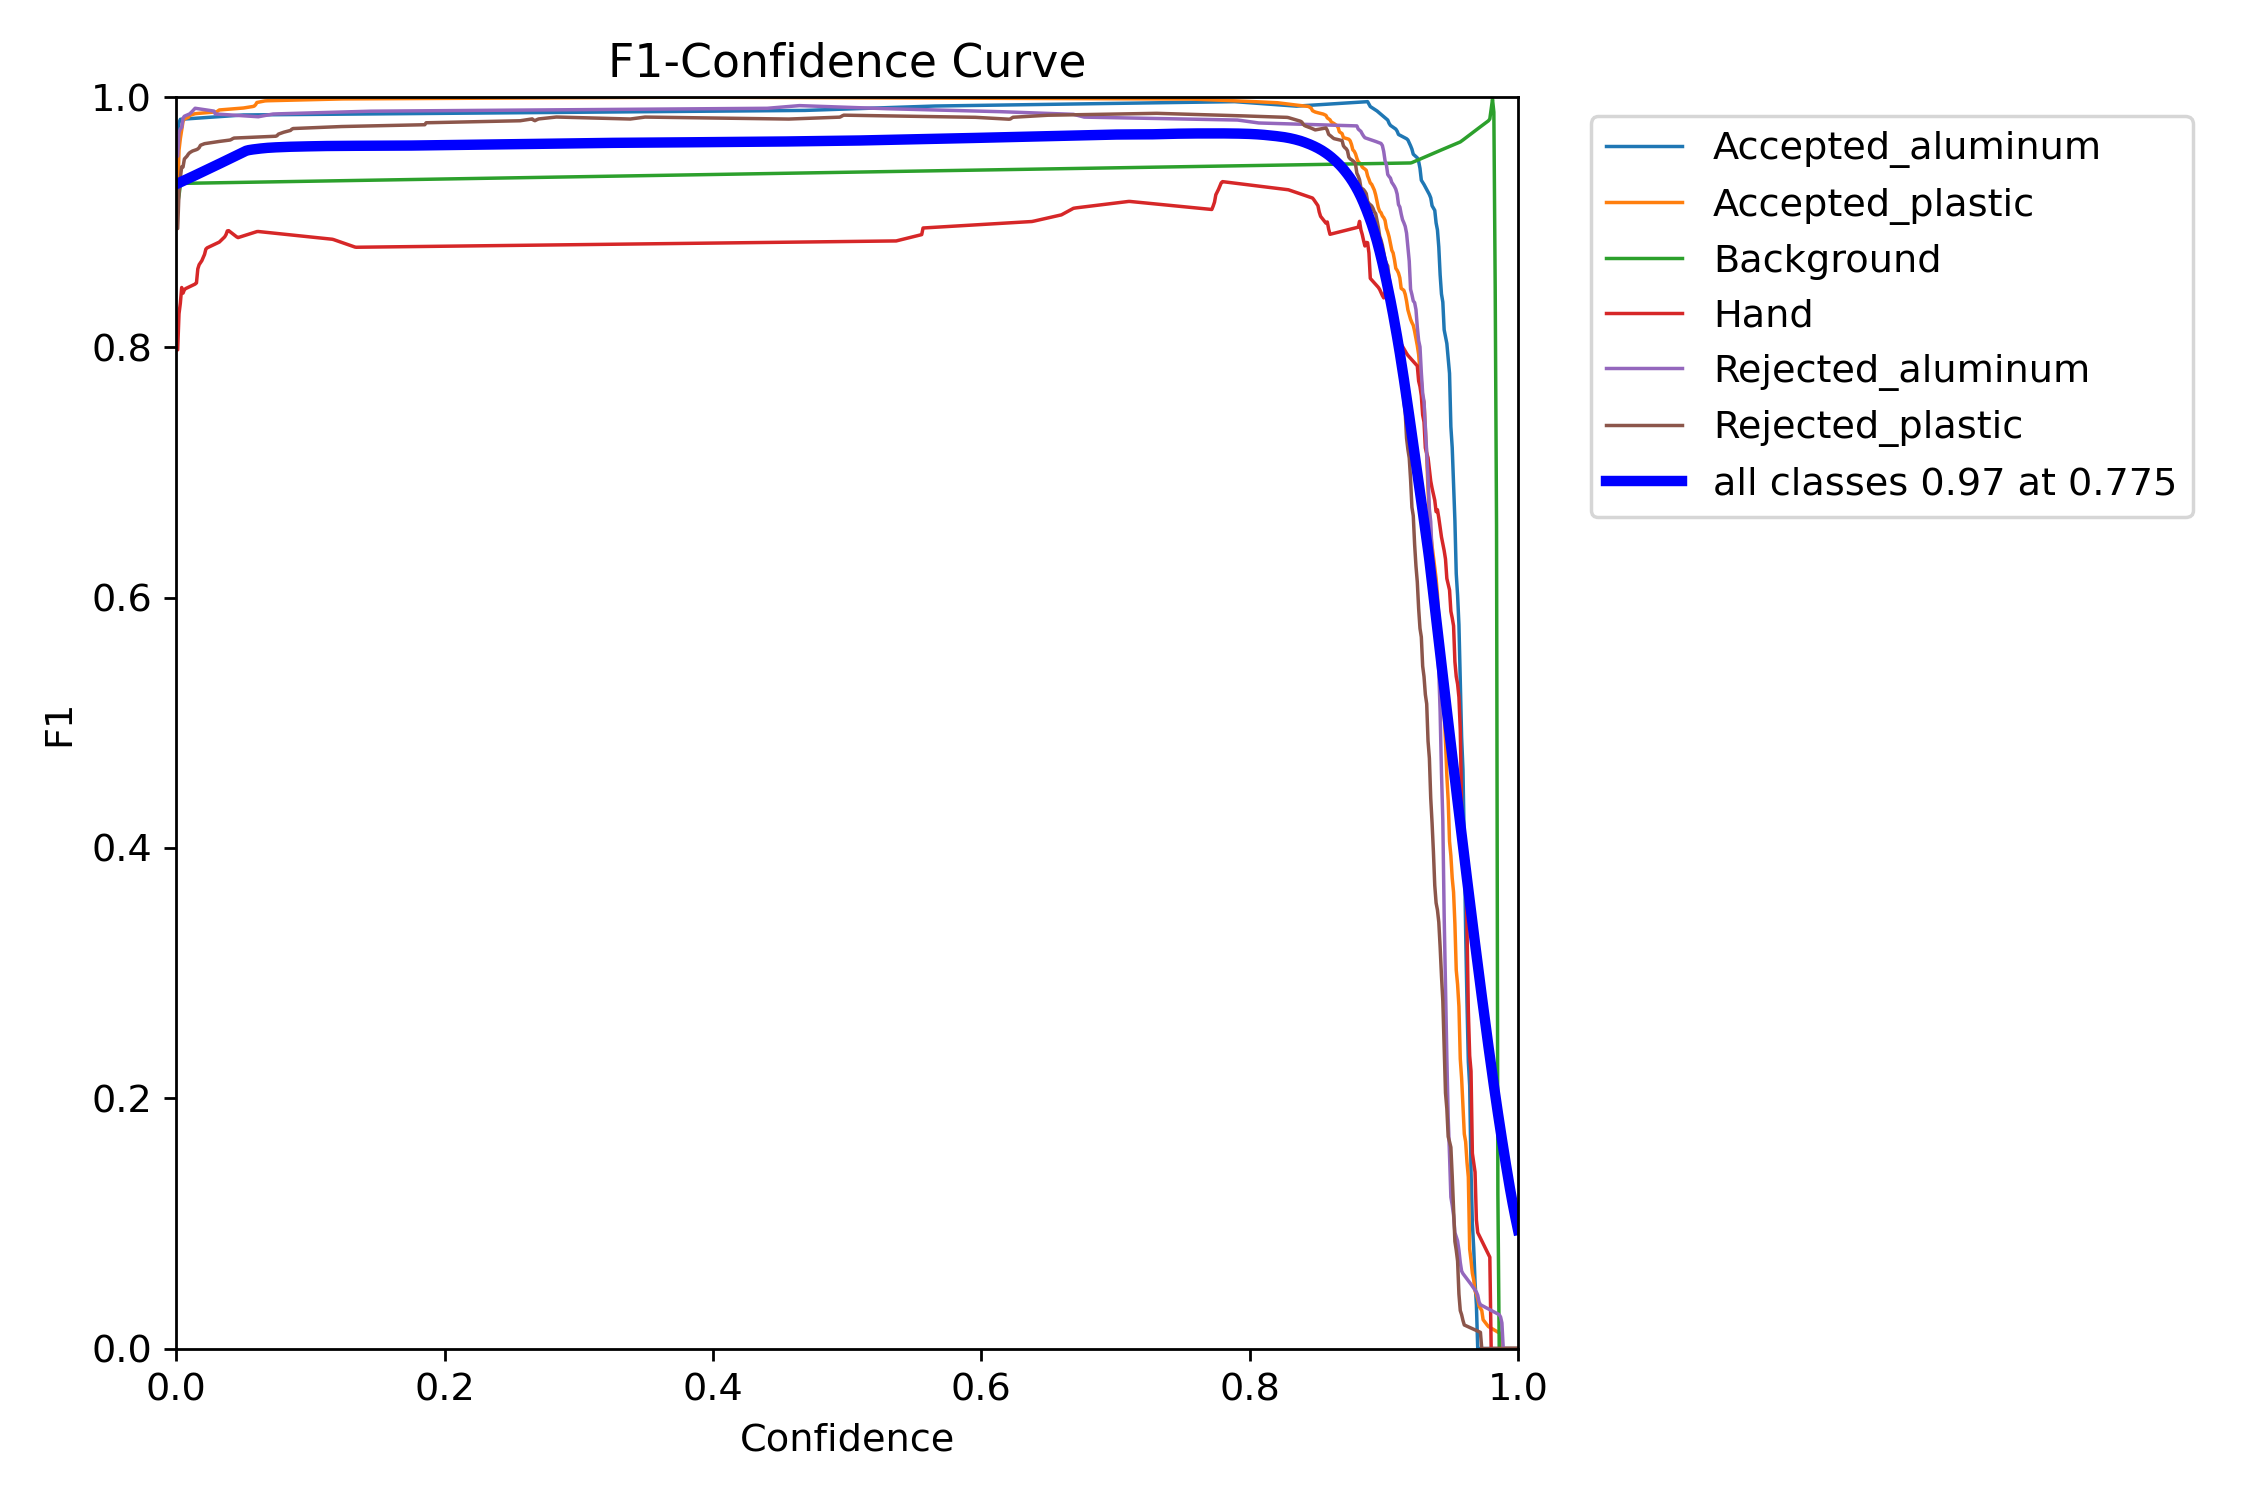 F1-Confidence Curve
1.0
0.8
0.6
0.4
0.2
0.0
F1
0.0 0.2 0.4 0.6 0.8 1.0
Confidence
Accepted_aluminum
Accepted_plastic
Background
Hand
Rejected_aluminum
Rejected_plastic
all classes 0.97 at 0.775